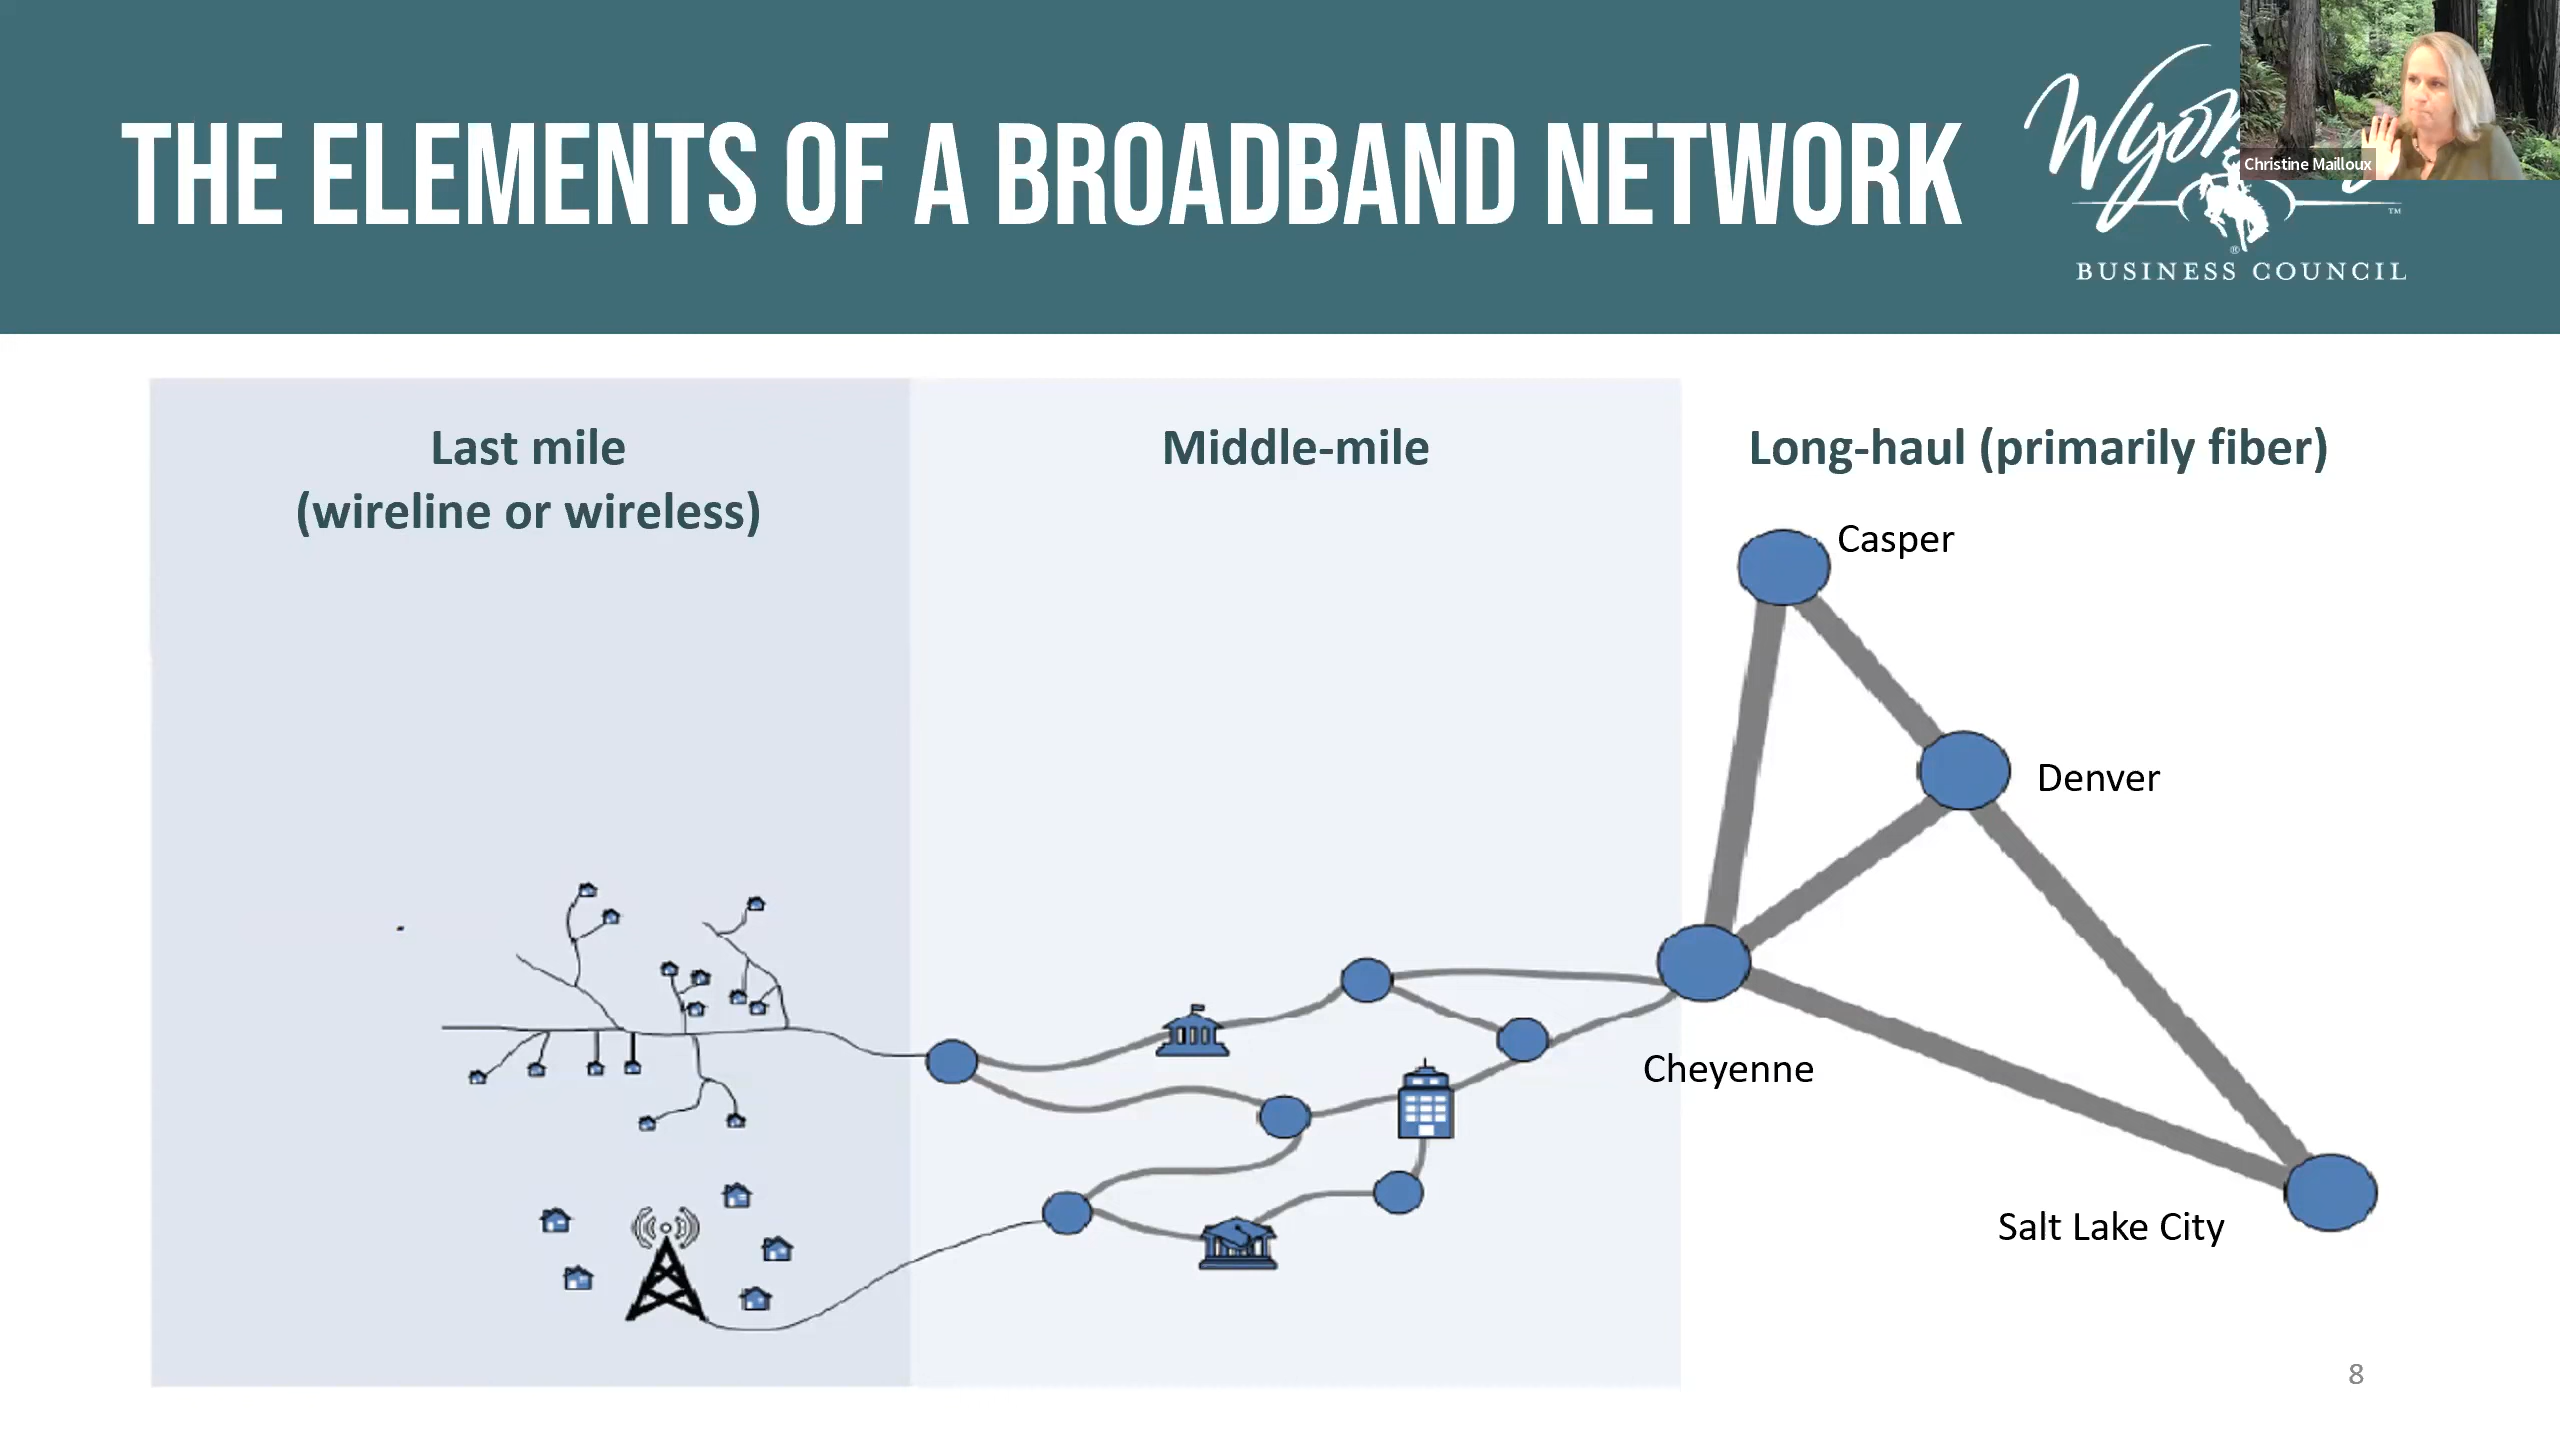 THE ELEMENTS OF A BROADBAND NETWORK
BUSINESS COUNCIL
Christine Mailloux
Last mile
(wireline or wireless)
Middle-mile
Long-haul (primarily fiber)
Casper
Denver
Cheyenne
Salt Lake City
8